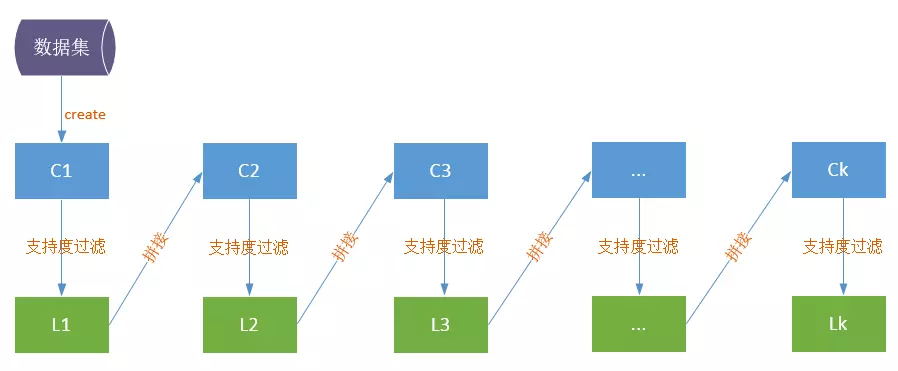 数据集
create
C1
C2
C3
...
Ck
支持度过滤
拼接
支持度过滤
拼接
支持度过滤
拼接
支持度过滤
拼接
支持度过滤
L1
L2
L3
...
Lk